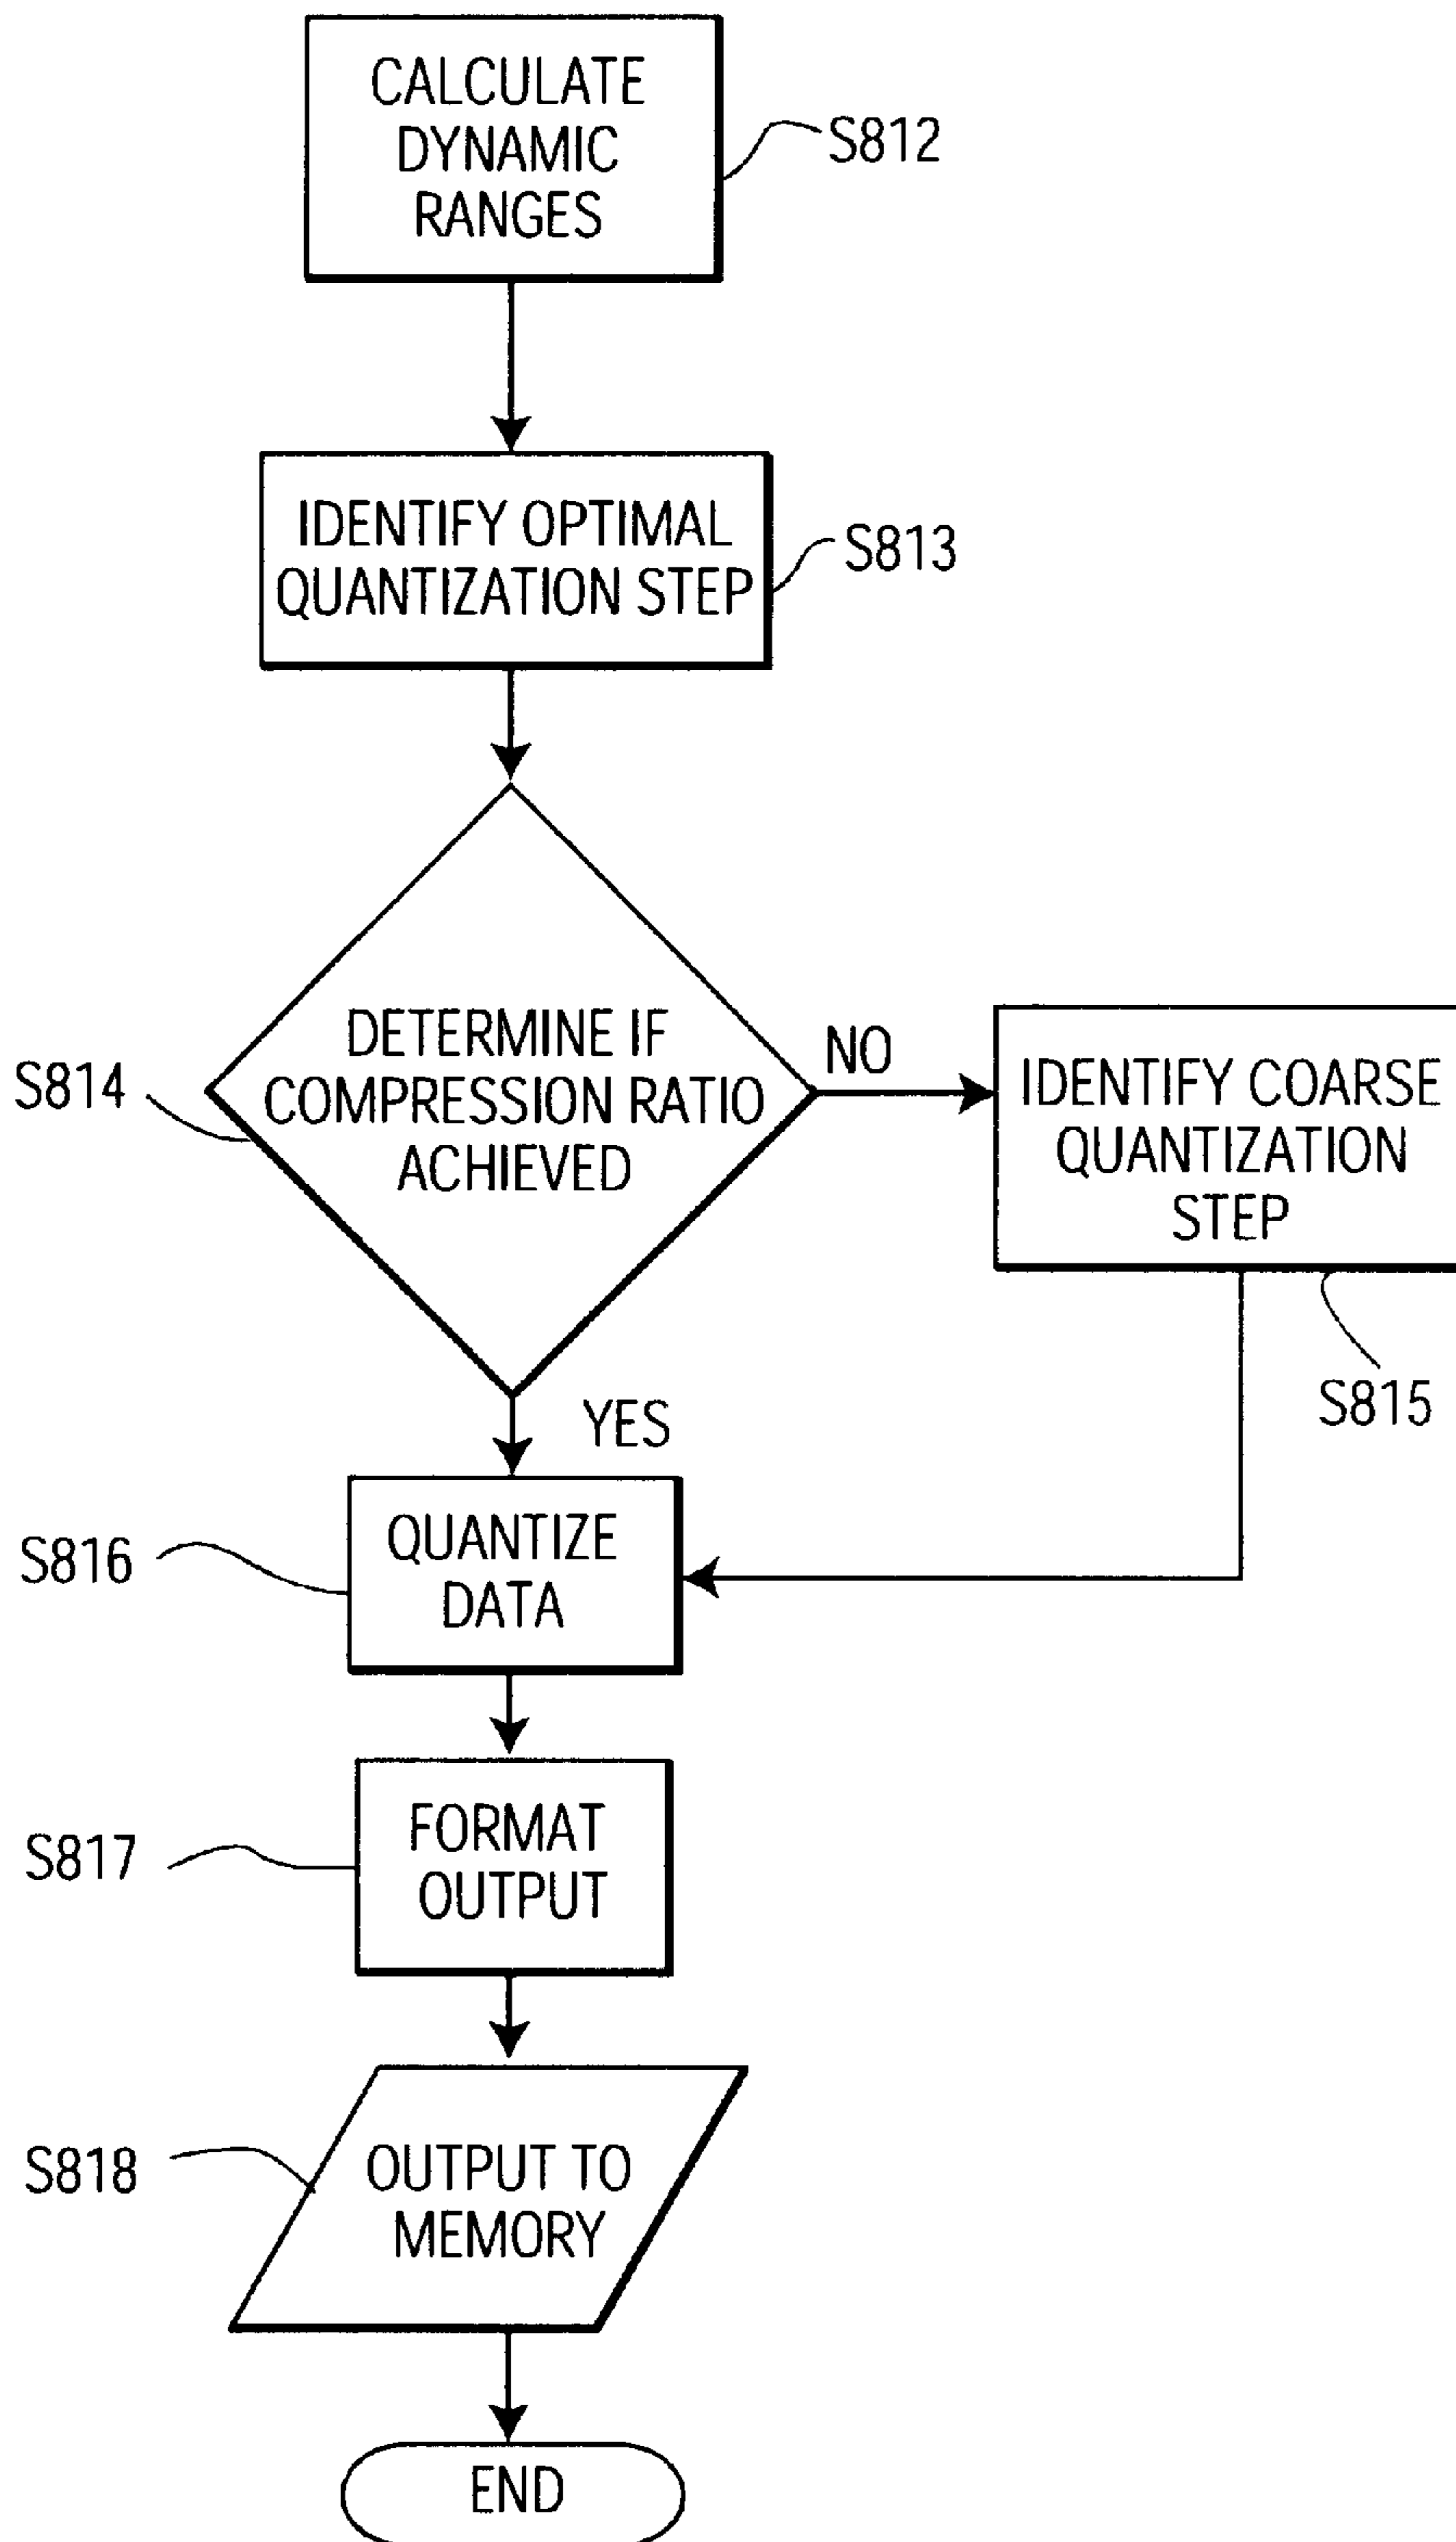 CALCULATE
DYNAMIC
RANGES
S812
IDENTIFY OPTIMAL
QUANTIZATION STEP
S813
DETERMINE IF
COMPRESSION RATIO
ACHIEVED
S814
NO
IDENTIFY COARSE
QUANTIZATION
STEP
S815
YES
QUANTIZE
DATA
S816
FORMAT
OUTPUT
S817
OUTPUT TO
MEMORY
S818
END